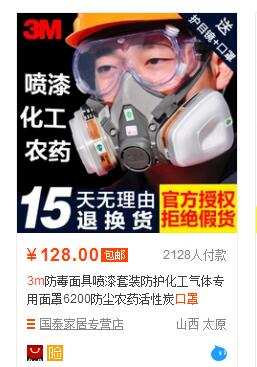 3M
送
护目镜+口罩
喷漆
化工
农药
15天无理由退换货
官方授权
拒绝假货
¥128.00 包邮 2128人付款
3m防毒面具喷漆套装防护化工气体专
用面罩6200防尘农药活性炭口罩
国泰家居专营店 山西 太原
险